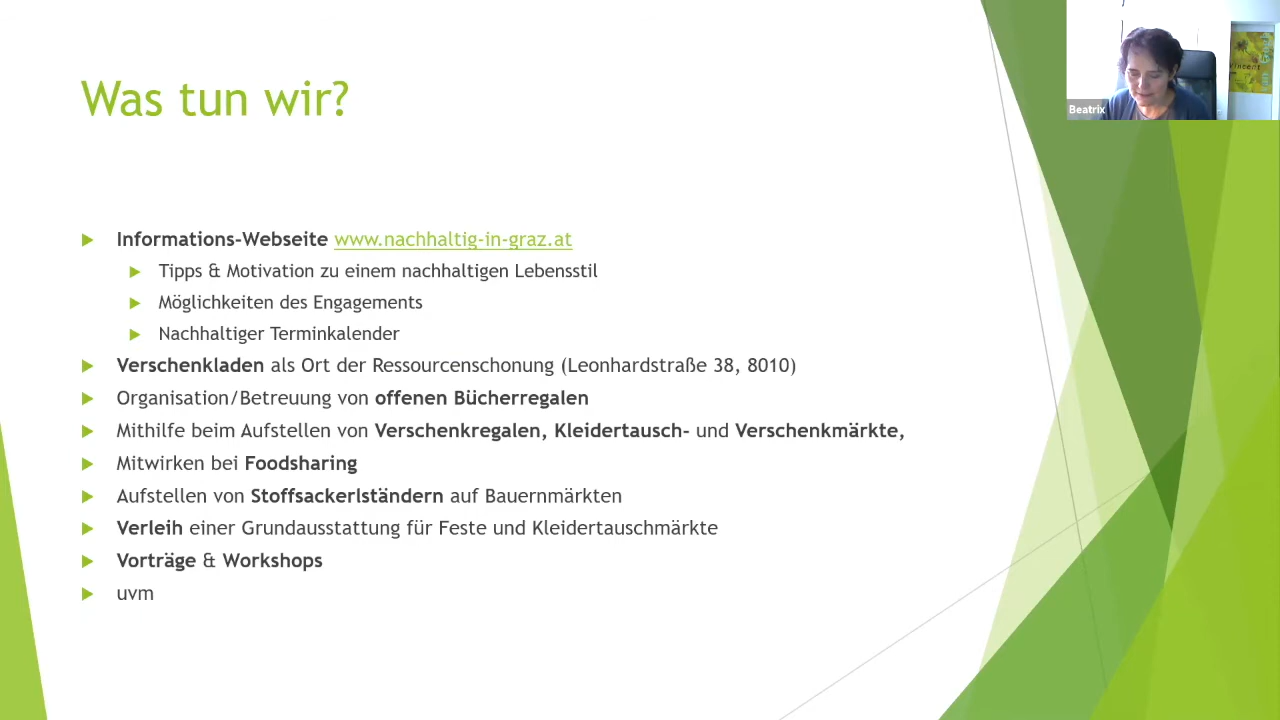 Was tun wir?
Informations-Webseite www.nachhaltig-in-graz.at
Tipps & Motivation zu einem nachhaltigen Lebensstil
Möglichkeiten des Engagements
Nachhaltiger Terminkalender
Verschenkladen als Ort der Ressourcenschonung (Leonhardstraße 38, 8010)
Organisation/Betreuung von offenen Bücherregalen
Mithilfe beim Aufstellen von Verschenkregalen, Kleidertausch- und Verschenkmärkte,
Mitwirken bei Foodsharing
Aufstellen von Stoffsackerlständern auf Bauernmärkten
Verleih einer Grundausstattung für Feste und Kleidertauschmärkte
Vorträge & Workshops
uvm
Beatrix